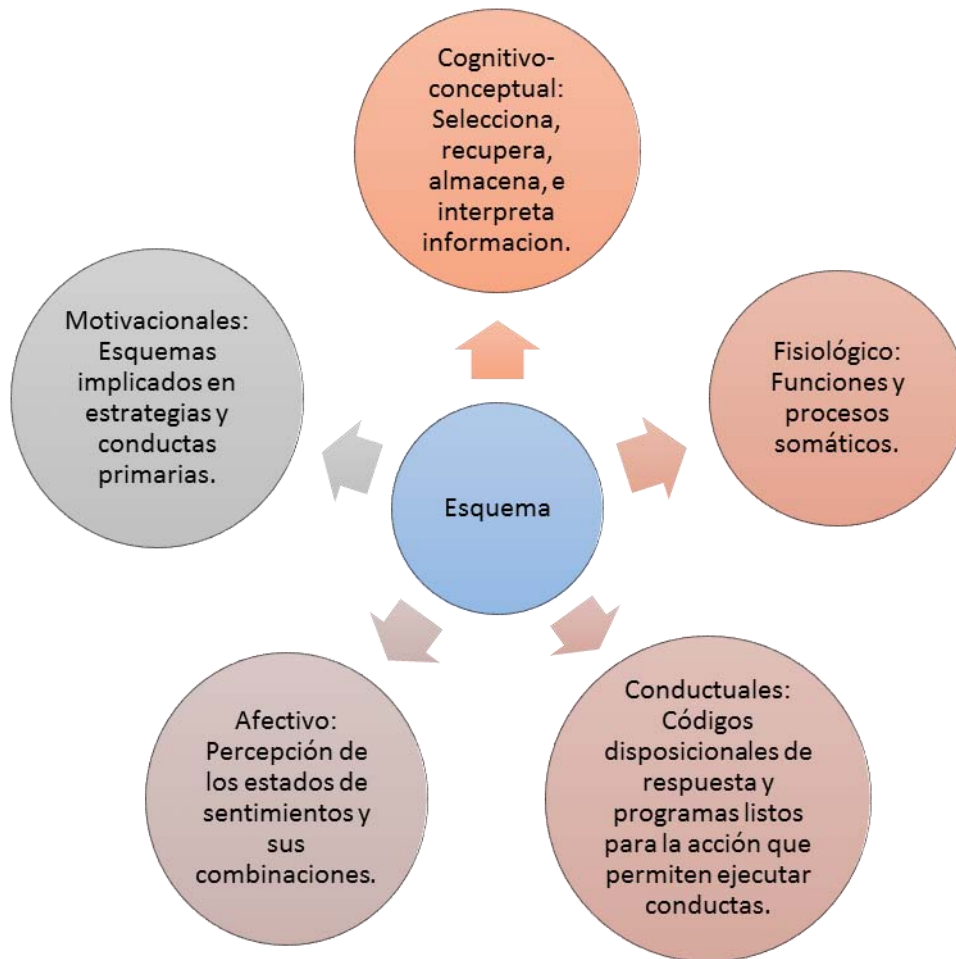 Cognitivo-
conceptual:
Selecciona,
recupera,
almacena, e
interpreta
informacion.
Motivacionales:
Esquemas
implicados en
estrategias y
conductas
primarias.
Fisiológico:
Funciones y
procesos
somáticos.
Esquema
Afectivo:
Percepción de
los estados de
sentimientos y
sus
combinaciones.
Conductuales:
Códigos
disposicionales de
respuesta y
programas listos
para la acción que
permiten ejecutar
conductas.